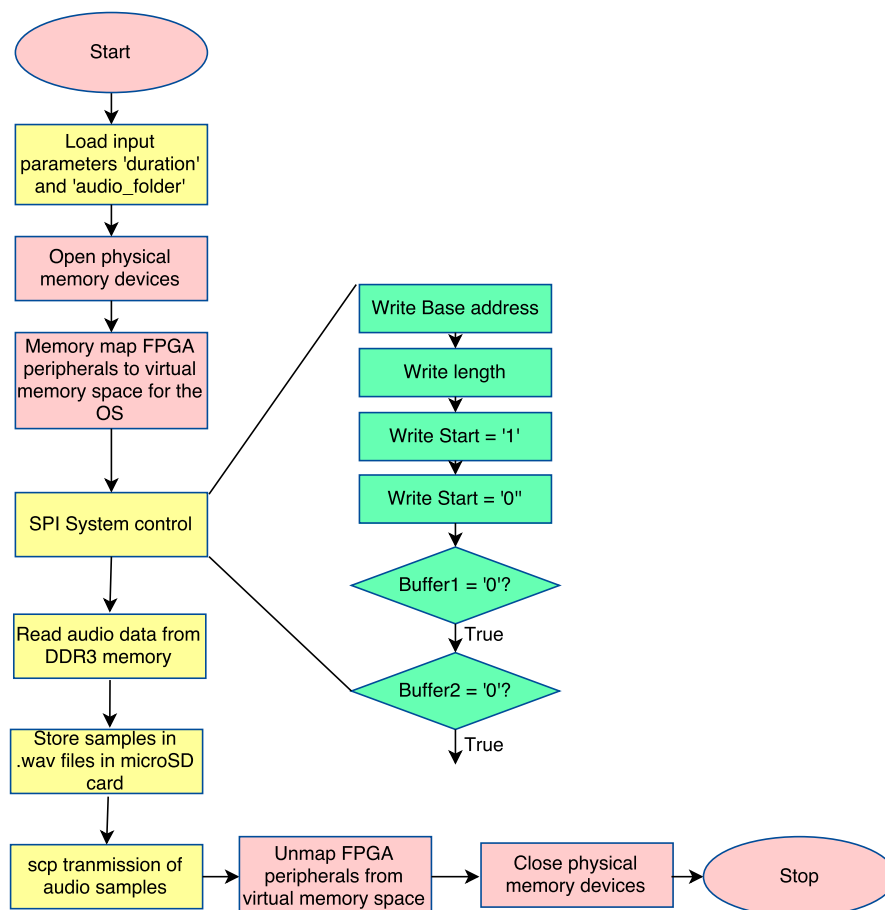 Start
Load input
parameters 'duration'
and 'audio_folder'
Open physical
memory devices
Memory map FPGA
peripherals to virtual
memory space for the
OS
SPI System control
Read audio data from
DDR3 memory
Store samples in
.wav files in microSD
card
scp tranmission of
audio samples
Write Base address
Write length
Write Start = '1'
Write Start = '0"
Buffer1 = '0'?
True
Buffer2 = '0'?
True
Unmap FPGA
peripherals from
virtual memory space
Close physical
memory devices
Stop